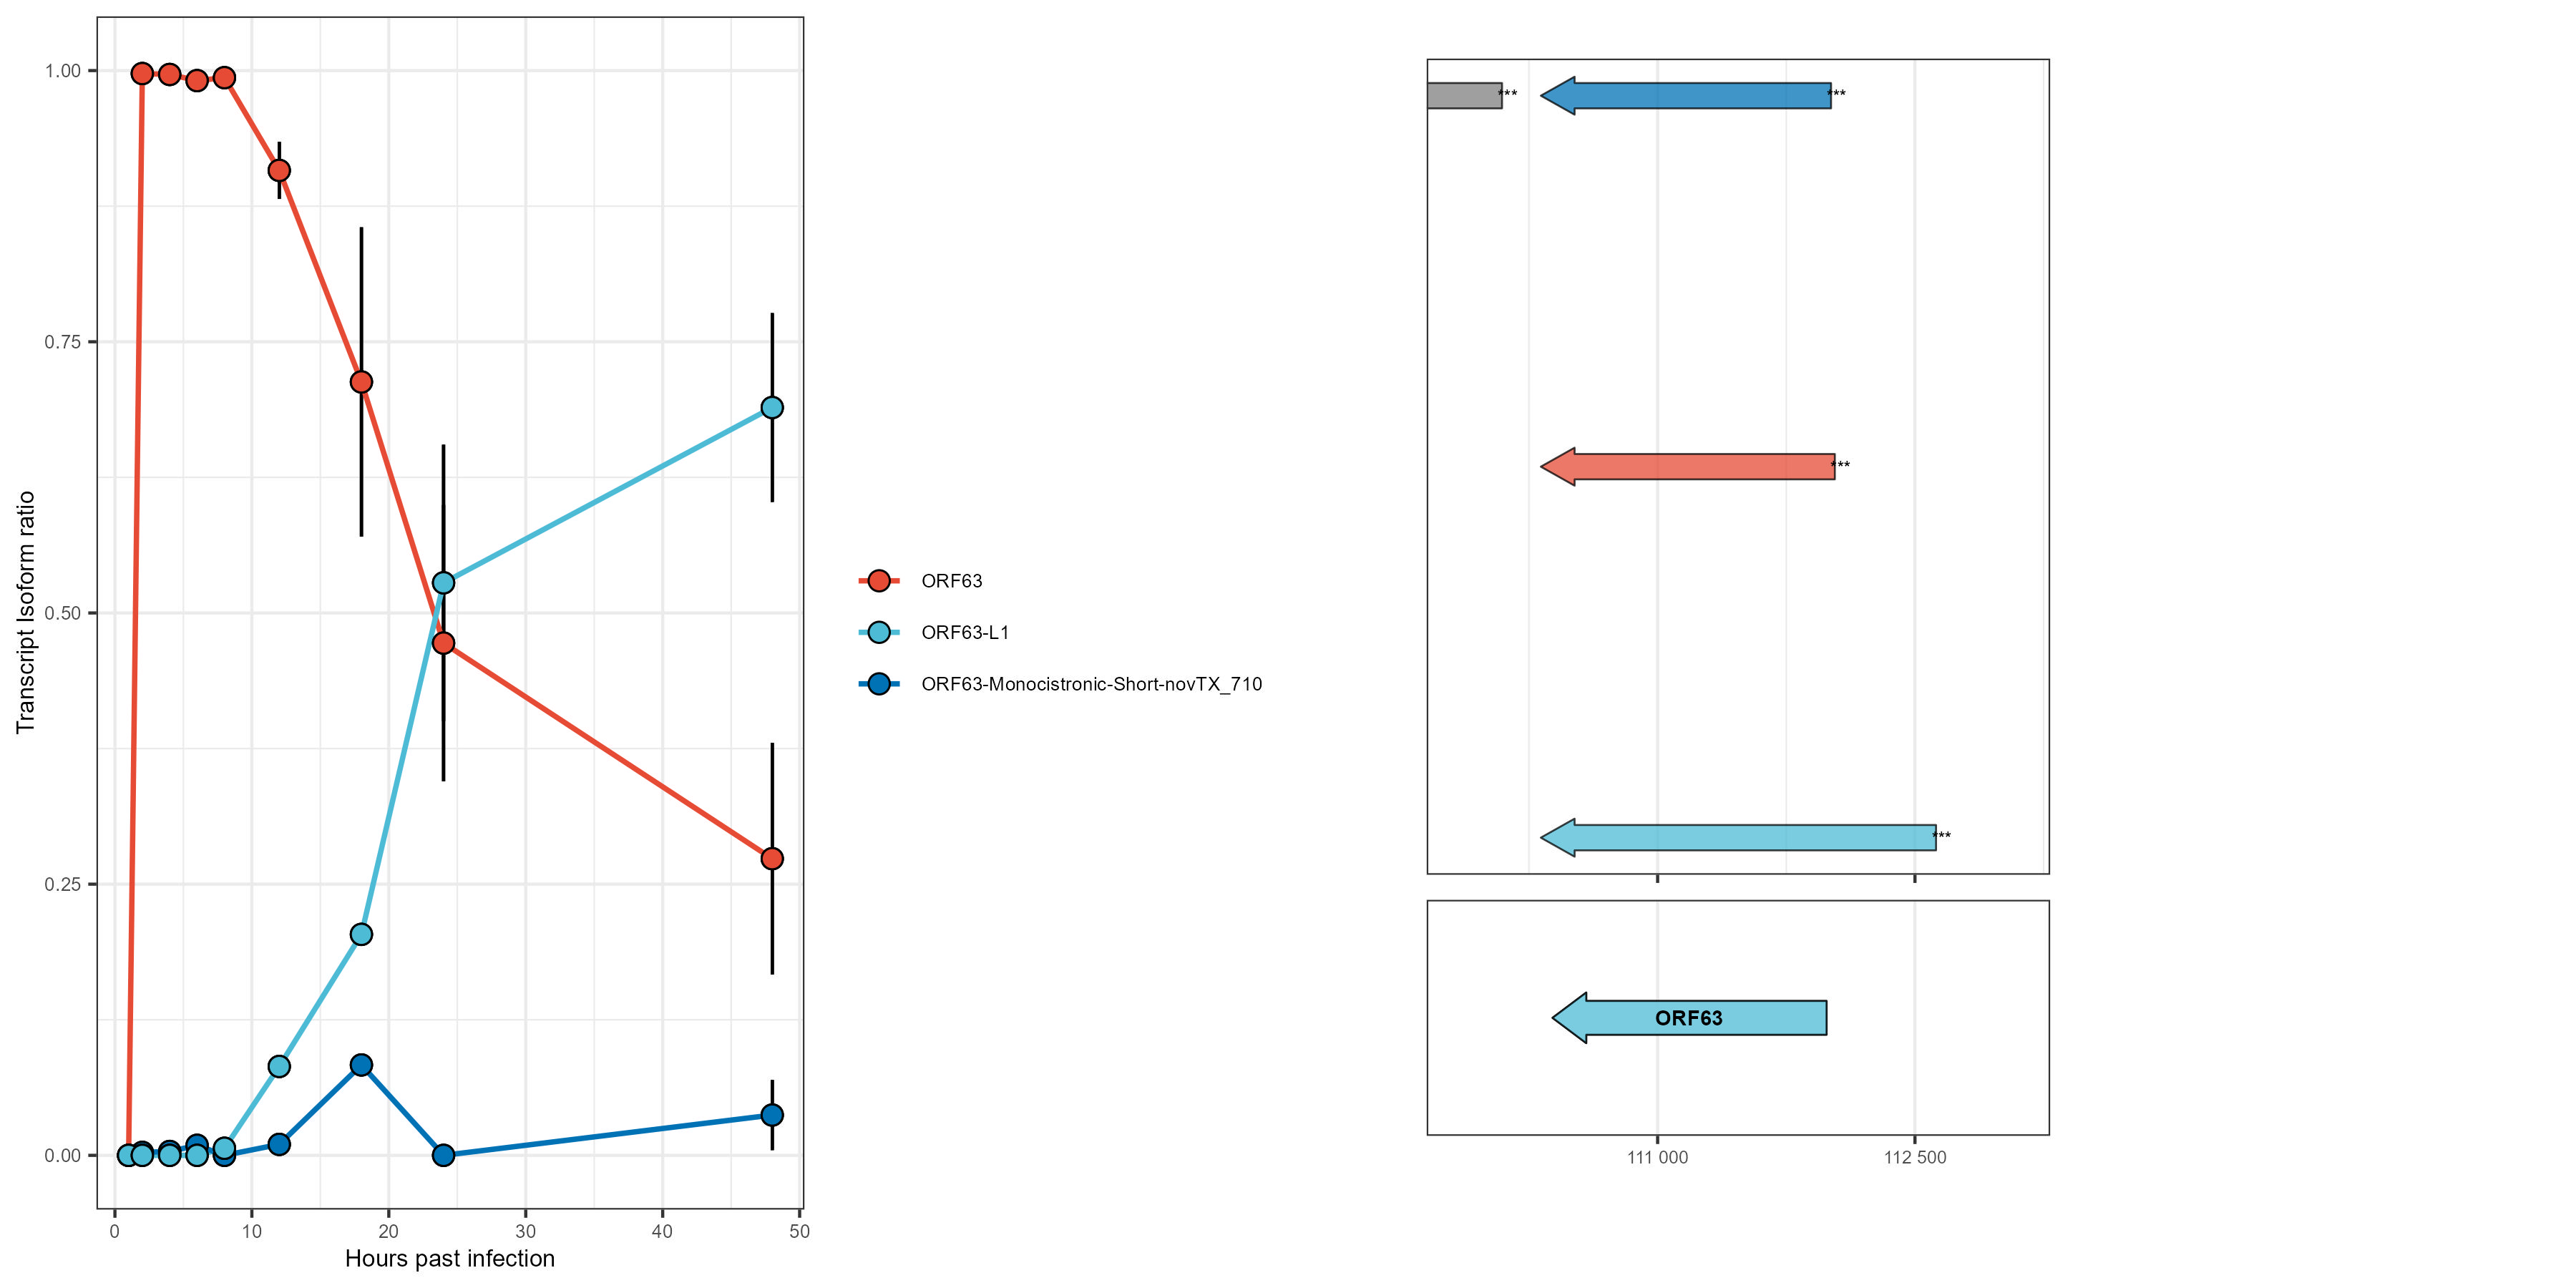 Transcript Isoform ratio
1.00
0.75
0.50
0.25
0.00
0 10 20 30 40 50
Hours past infection
ORF63
ORF63-L1
ORF63-Monocistronic-Short-novTX_710
*** ***
***
***
ORF63
111 000 112 500